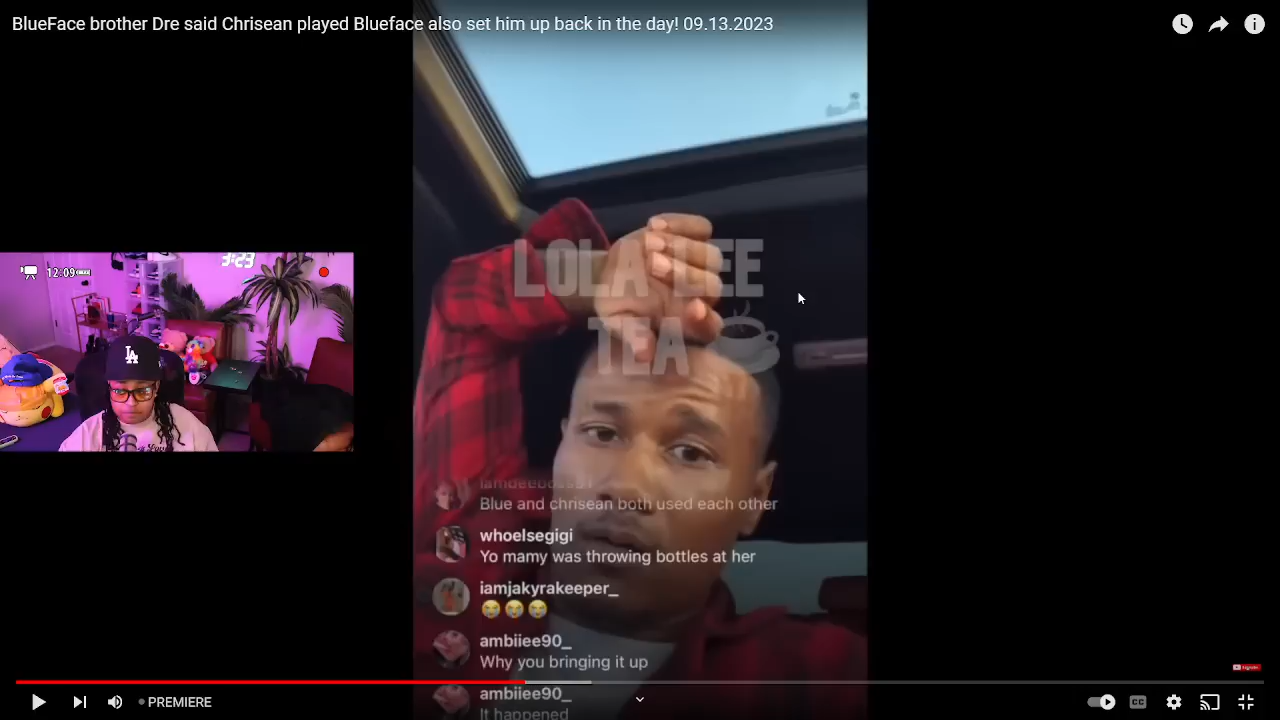 BlueFace brother Dre said Chrisean played Blueface also set him up back in the day! 09.13.2023
3:23
12:09
LA
LOLA LEE
TEA
iamdeeboss91
Blue and chrisean both used each other
whoelsegigi
Yo mamy was throwing bottles at her
iamjakyrakeeper_
😭😭😭
ambiiee90_
Why you bringing it up
ambiiee90_
It happened
PREMIERE
CC